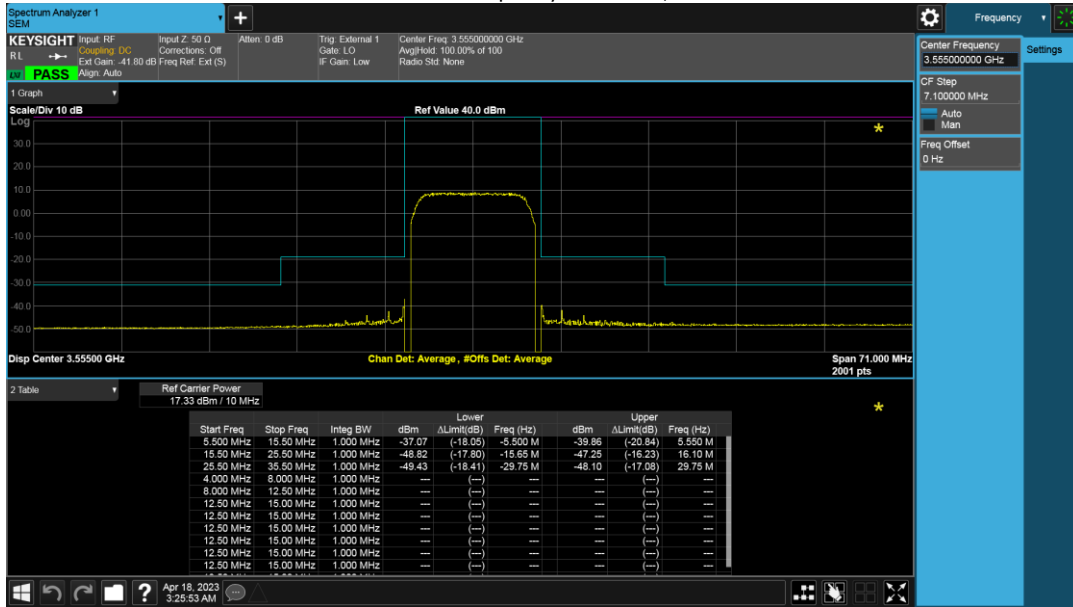 Spectrum Analyzer 1
SEM
Frequency
KEYSIGHT
RL
PASS
Input: RF
Coupling: DC
Ext Gain: -41.80 dB
Align: Auto
Input Z: 50 Ω
Corrections: Off
Freq Ref: Ext (S)
Atten: 0 dB
Trig: External 1
Gate: LO
IF Gain: Low
Center Freq: 3.555000000 GHz
Avg|Hold: 100.00% of 100
Radio Std: None
Center Frequency
3.555000000 GHz
Settings
CF Step
7.100000 MHz
Auto
Man
Freq Offset
0 Hz
1 Graph
Scale/Div 10 dB
Ref Value 40.0 dBm
Log
30.0
20.0
10.0
0.00
-10.0
-20.0
-30.0
-40.0
-50.0
Disp Center 3.55500 GHz
Chan Det: Average, #Offs Det: Average
Span 71.000 MHz
2001 pts
2 Table
Ref Carrier Power
17.33 dBm / 10 MHz
Lower Upper
Start Freq Stop Freq Integ BW dBm ΔLimit(dB) Freq (Hz) dBm ΔLimit(dB) Freq (Hz)
5.500 MHz 15.50 MHz 1.000 MHz -37.07 (-18.05) -5.500 M -39.86 (-20.84) 5.550 M
15.50 MHz 25.50 MHz 1.000 MHz -48.82 (-17.80) -15.65 M -47.25 (-16.23) 16.10 M
25.50 MHz 35.50 MHz 1.000 MHz -49.43 (-18.41) -29.75 M -48.10 (-17.08) 29.75 M
4.000 MHz 8.000 MHz 1.000 MHz --- (---) --- --- (---) ---
8.000 MHz 12.50 MHz 1.000 MHz --- (---) --- --- (---) ---
12.50 MHz 15.00 MHz 1.000 MHz --- (---) --- --- (---) ---
12.50 MHz 15.00 MHz 1.000 MHz --- (---) --- --- (---) ---
12.50 MHz 15.00 MHz 1.000 MHz --- (---) --- --- (---) ---
12.50 MHz 15.00 MHz 1.000 MHz --- (---) --- --- (---) ---
12.50 MHz 15.00 MHz 1.000 MHz --- (---) --- --- (---) ---
12.50 MHz 15.00 MHz 1.000 MHz --- (---) --- --- (---) ---
Apr 18, 2023
3:25:53 AM